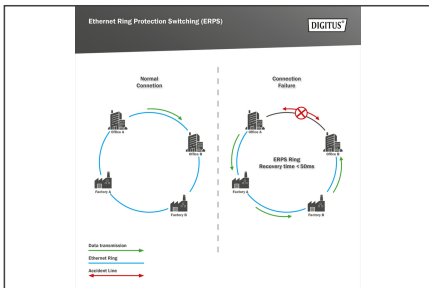 Ethernet Ring Protection Switching (ERPS)
DIGITUS®
Normal
Connetion
Connection
Failure
Office A
Office B
Factory A
Factory B
Office A
Office B
ERPS Ring
Recovery time < 50ms
Factory A
Factory B
Data transmission
Ethernet Ring
Accident Line